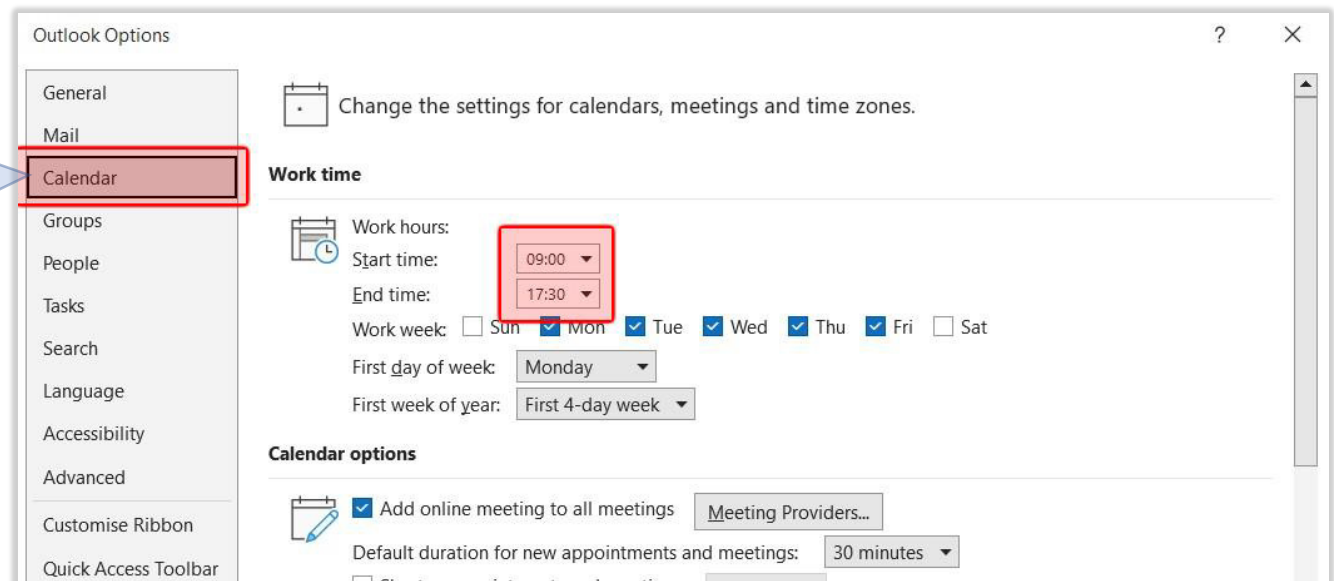 Outlook Options
?
General
Mail
Calendar
Groups
People
Tasks
Search
Language
Accessibility
Advanced
Customise Ribbon
Quick Access Toolbar
Change the settings for calendars, meetings and time zones.
Work time
Work hours:
Start time: 09:00
End time: 17:30
Work week: Sun Mon Tue Wed Thu Fri Sat
First day of week: Monday
First week of year: First 4-day week
Calendar options
Add online meeting to all meetings Meeting Providers...
Default duration for new appointments and meetings: 30 minutes